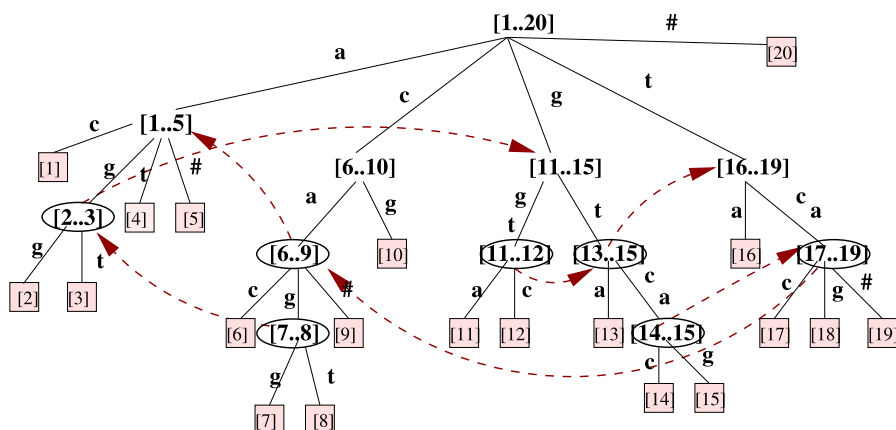 [1..20]
#
[20]
a
c
g
t
c
[1..5]
[6..10]
[11..15]
[16..19]
[1]
g
t
#
a
g
g
t
t
a
c
a
[2..3]
[4]
[5]
[6..9]
[10]
[11..12]
[13..15]
[16]
[17..19]
g
t
c
g
#
a
c
a
c
a
c
g
#
[2]
[3]
[6]
[7..8]
[9]
[11]
[12]
[13]
[14..15]
[17]
[18]
[19]
g
t
c
g
[7]
[8]
[14]
[15]